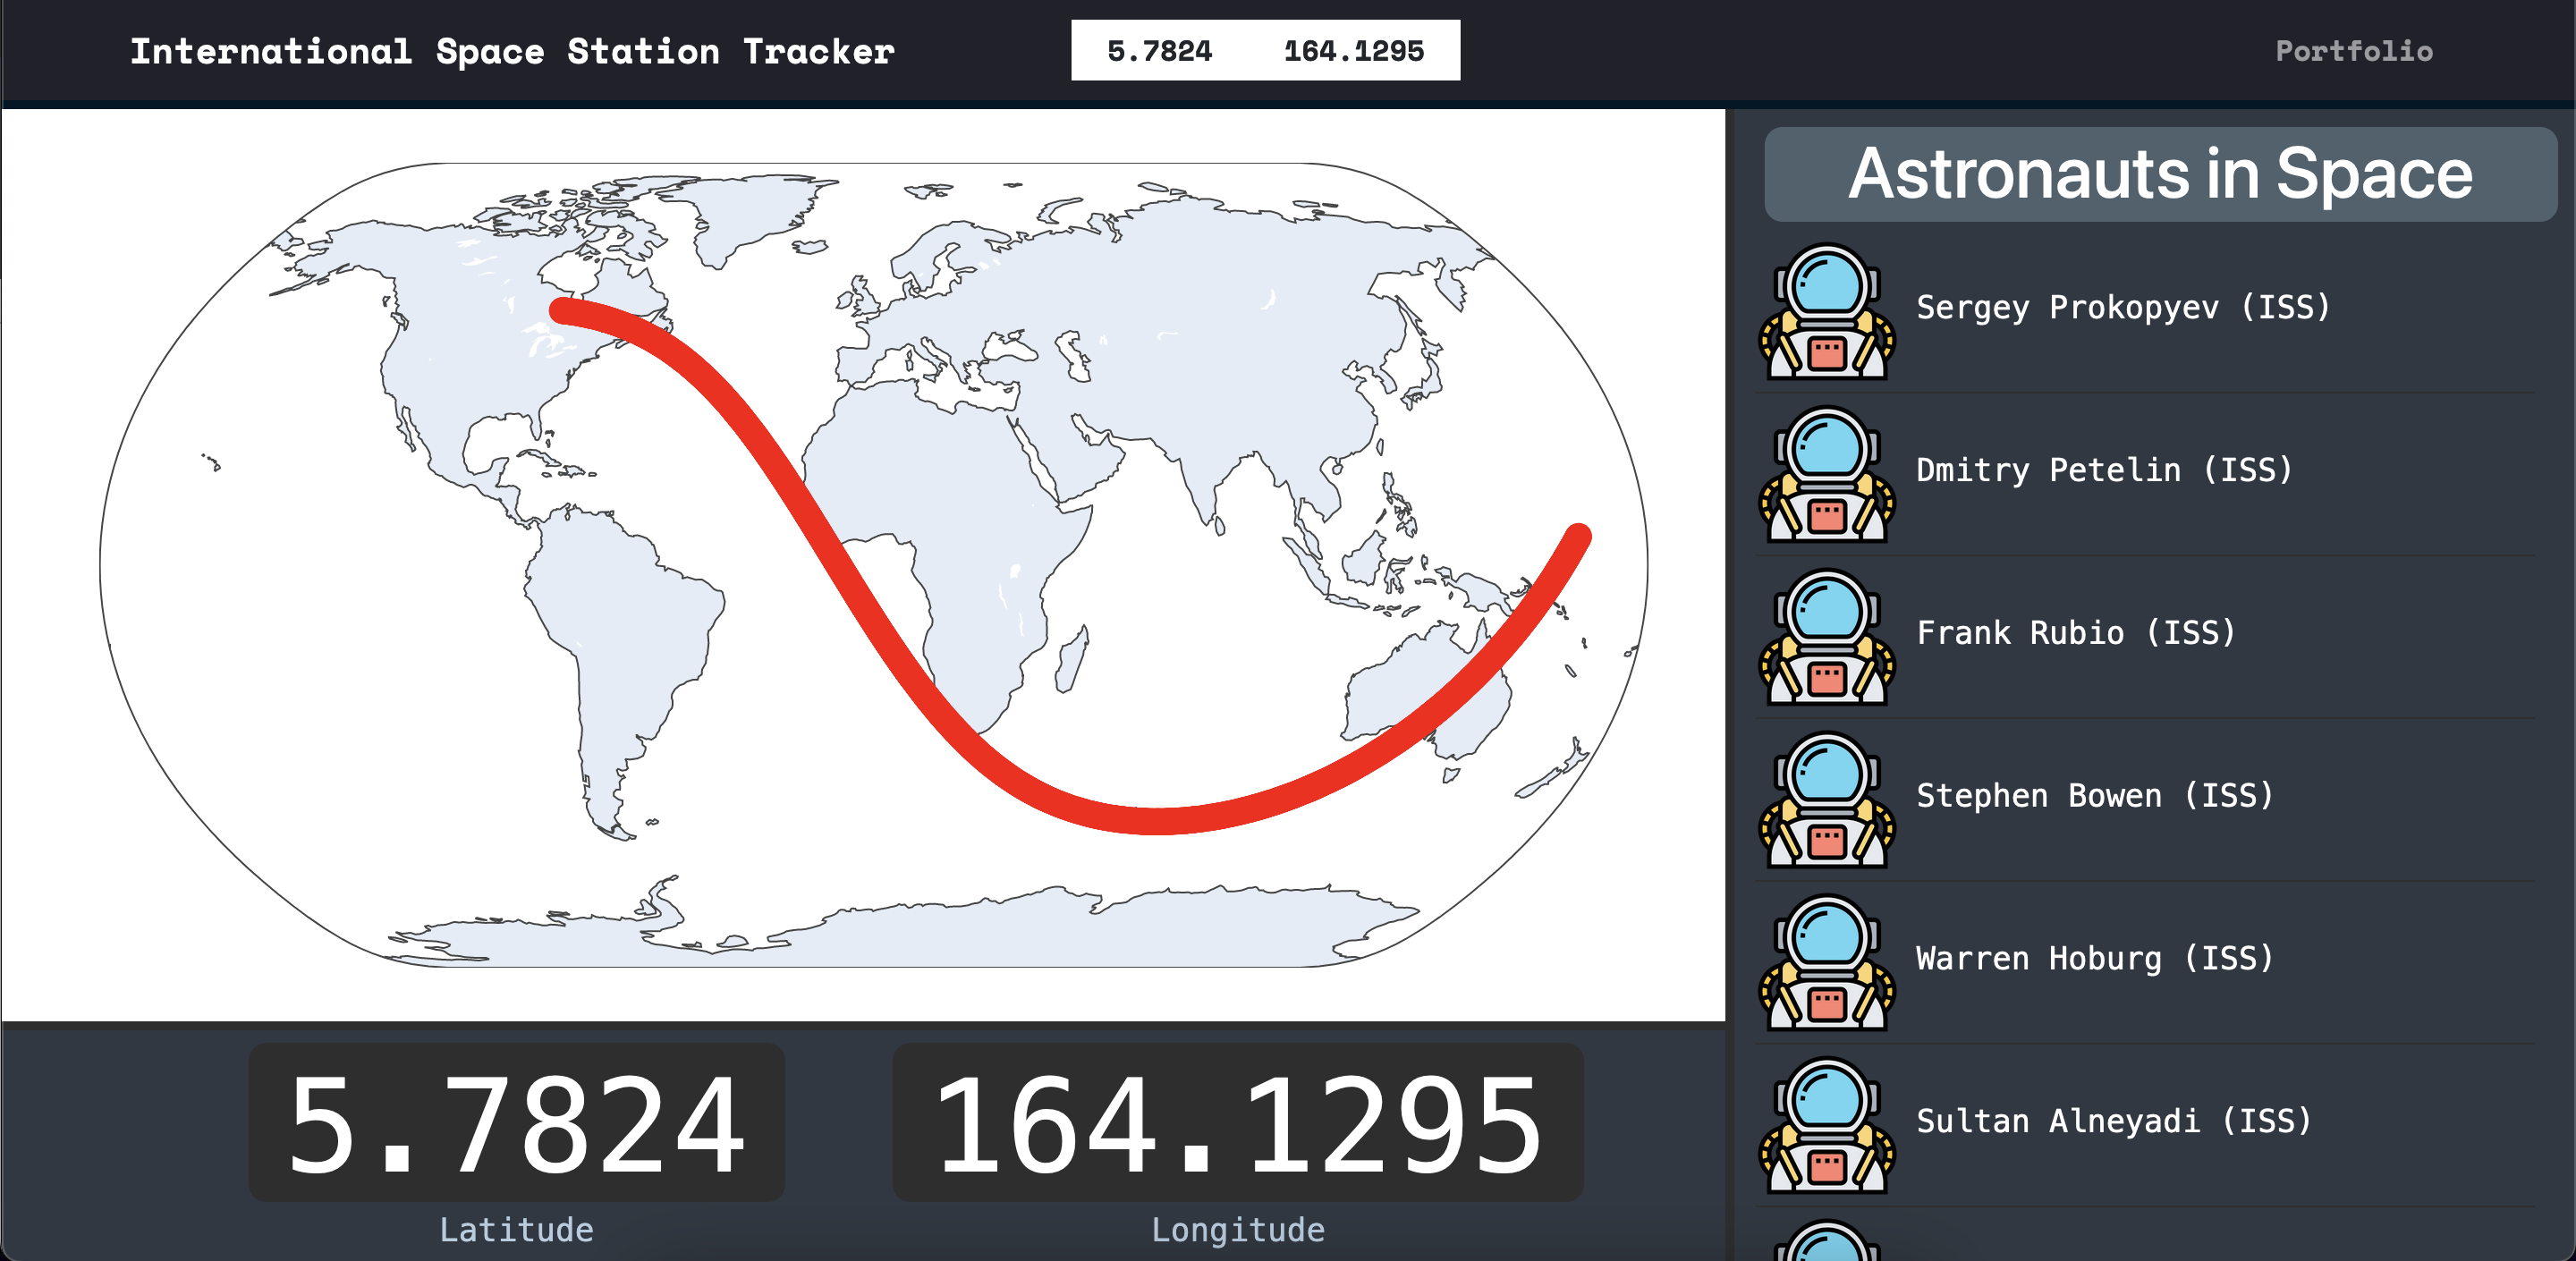 International Space Station Tracker
5.7824 164.1295
Portfolio
Astronauts in Space
Sergey Prokopyev (ISS)
Dmitry Petelin (ISS)
Frank Rubio (ISS)
Stephen Bowen (ISS)
Warren Hoburg (ISS)
Sultan Alneyadi (ISS)
5.7824
Latitude
164.1295
Longitude